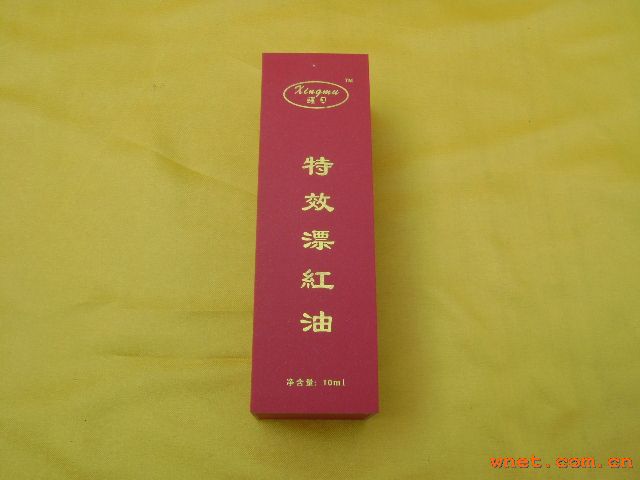 Xingmu
TM
特效漂紅油
净含量: 10ml
wnet.com.cn